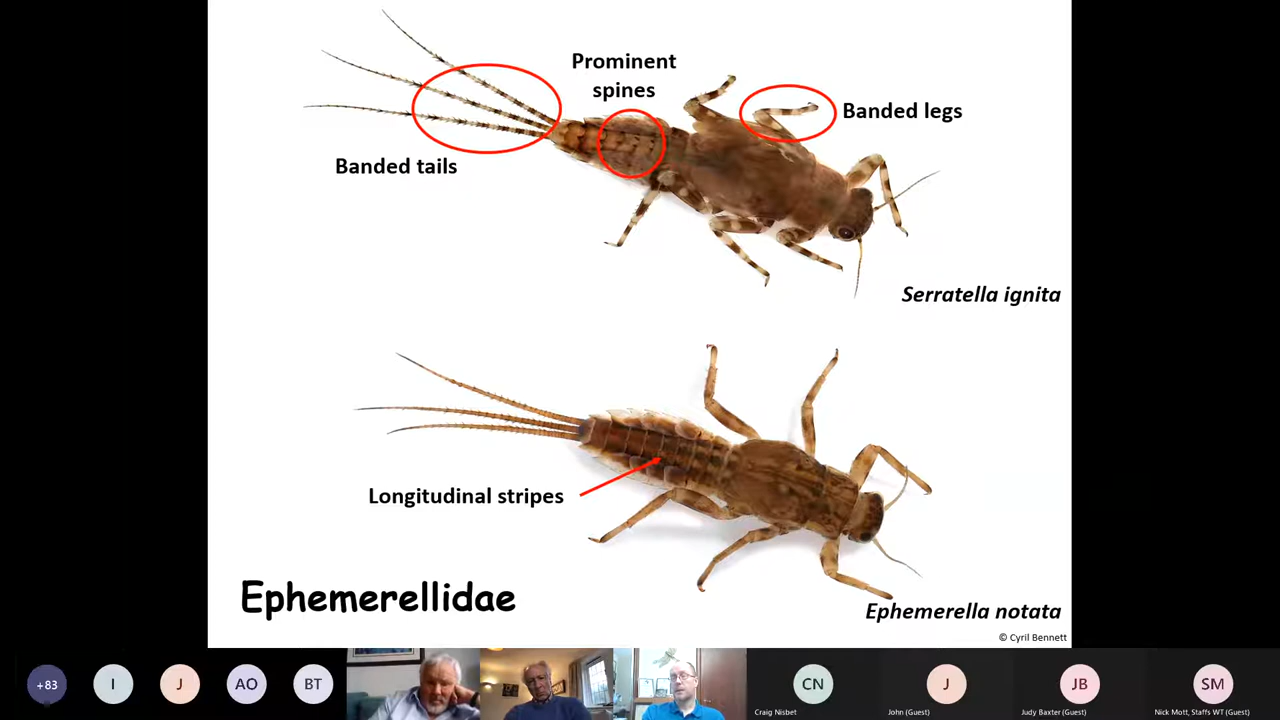 Prominent
spines
Banded legs
Banded tails
Serratella ignita
Longitudinal stripes
Ephemerellidae
Ephemerella notata
© Cyril Bennett
+83
I
J
AO
BT
CN
J
JB
SM
Craig Nisbet
John (Guest)
Judy Baxter (Guest)
Nick Mott, Staffs WT (Guest)